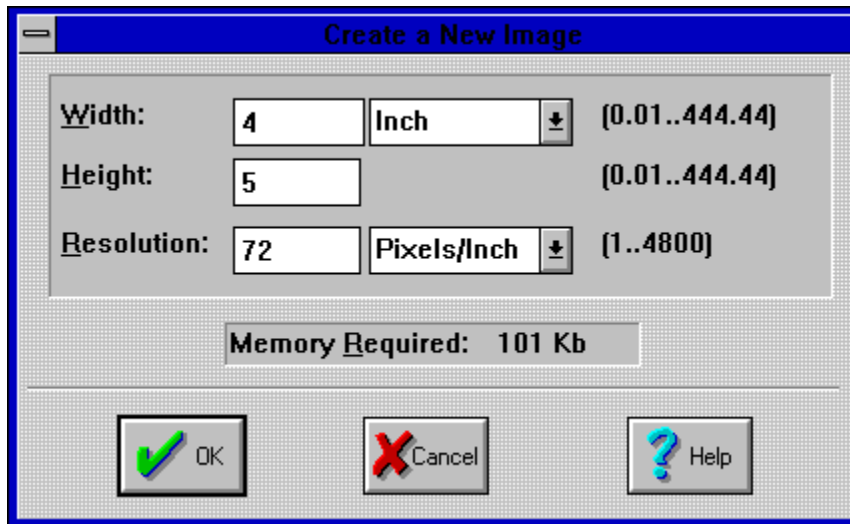 Create a New Image
Width: 4 Inch (0.01..444.44)
Height: 5 (0.01..444.44)
Resolution: 72 Pixels/Inch (1..4800)
Memory Required: 101 Kb
OK Cancel Help